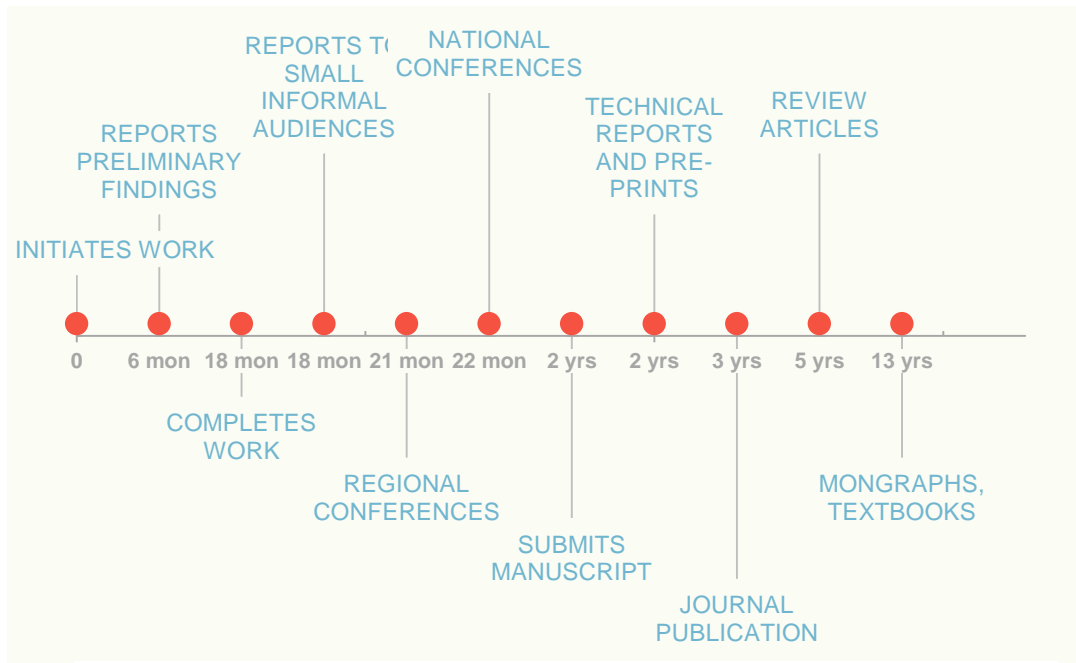 REPORTS TO
SMALL
INFORMAL
AUDIENCES
NATIONAL
CONFERENCES
TECHNICAL
REPORTS
AND PRE-
PRINTS
REVIEW
ARTICLES
REPORTS
PRELIMINARY
FINDINGS
INITIATES WORK
0 6 mon 18 mon 18 mon 21 mon 22 mon 2 yrs 2 yrs 3 yrs 5 yrs 13 yrs
COMPLETES
WORK
REGIONAL
CONFERENCES
SUBMITS
MANUSCRIPT
JOURNAL
PUBLICATION
MONGRAPHS,
TEXTBOOKS